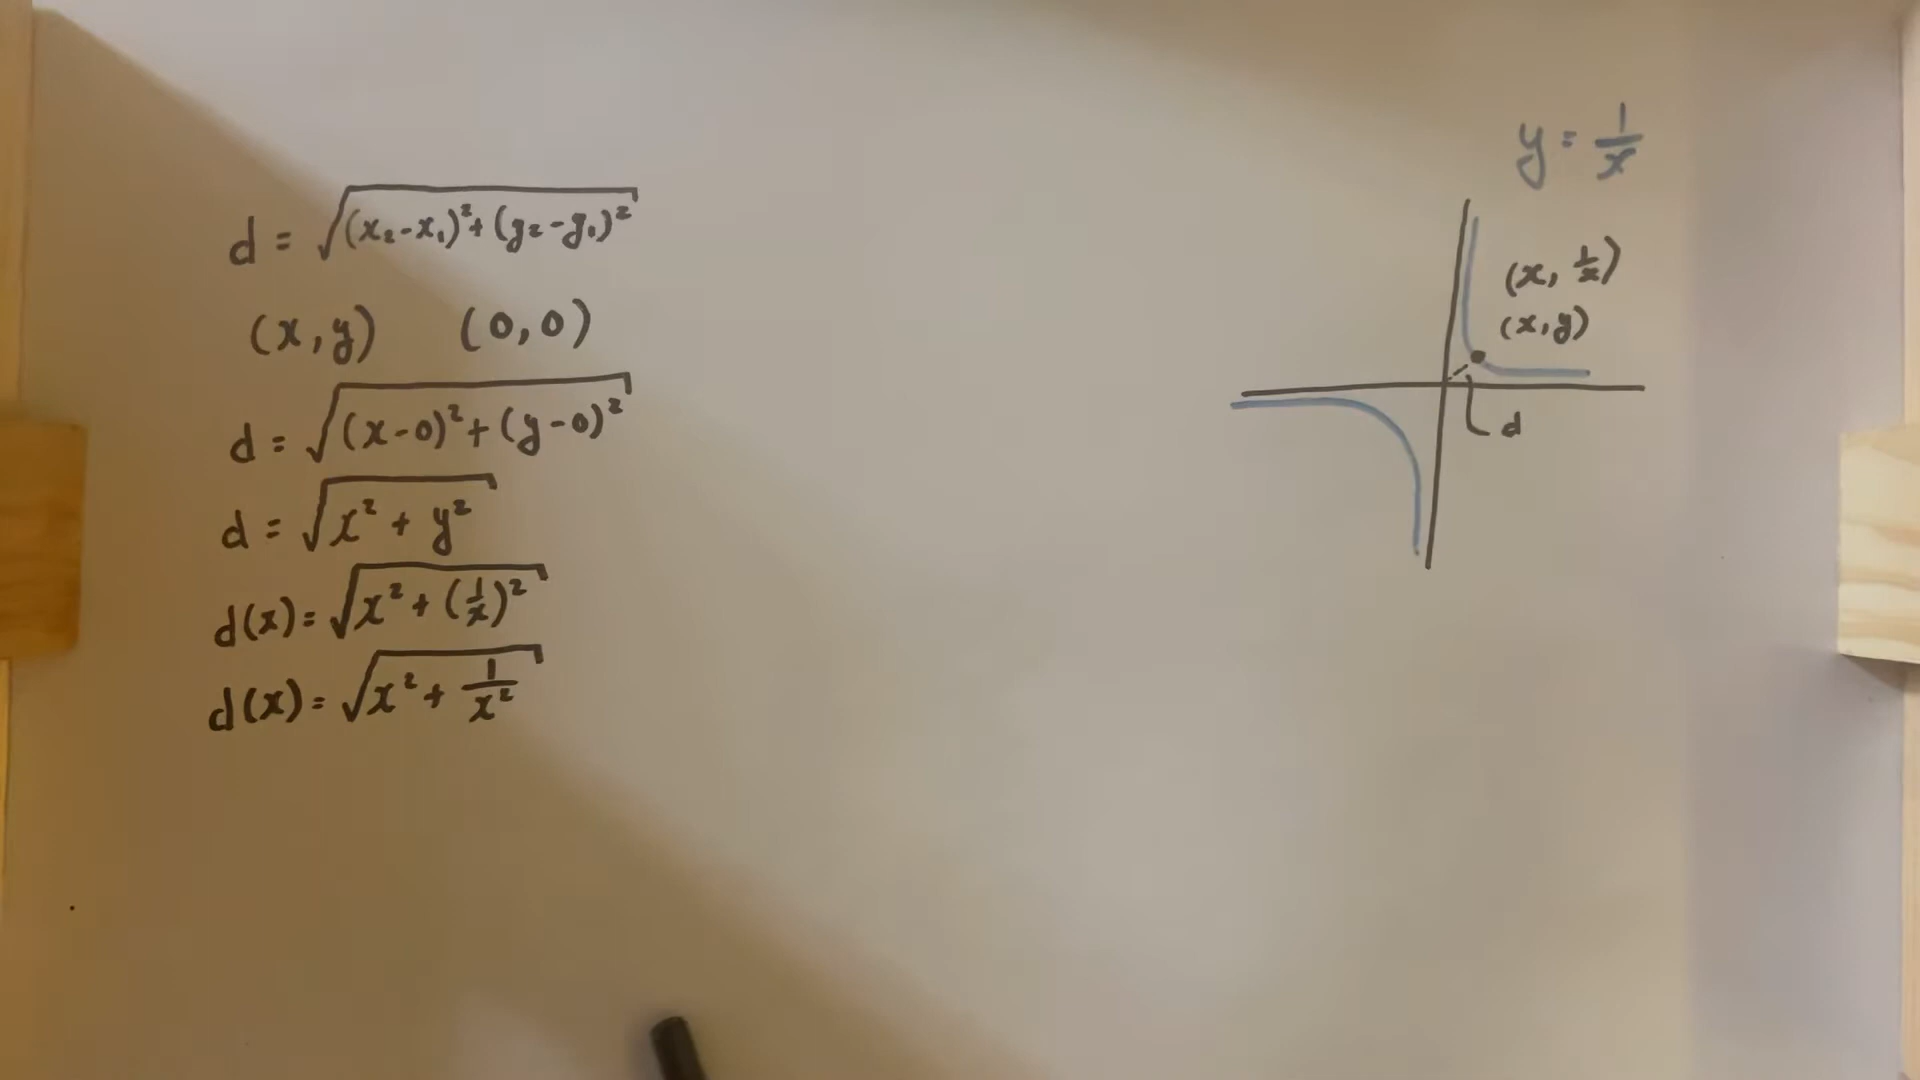 d = √((x₂-x₁)²+(y₂-y₁)²)
(x,y) (0,0)
d = √((x-0)²+(y-0)²)
d = √(x² + y²)
d(x) = √(x² + (1/x)²)
d(x) = √(x² + 1/x²)
y = 1/x
(x, 1/x)
(x,y)
d